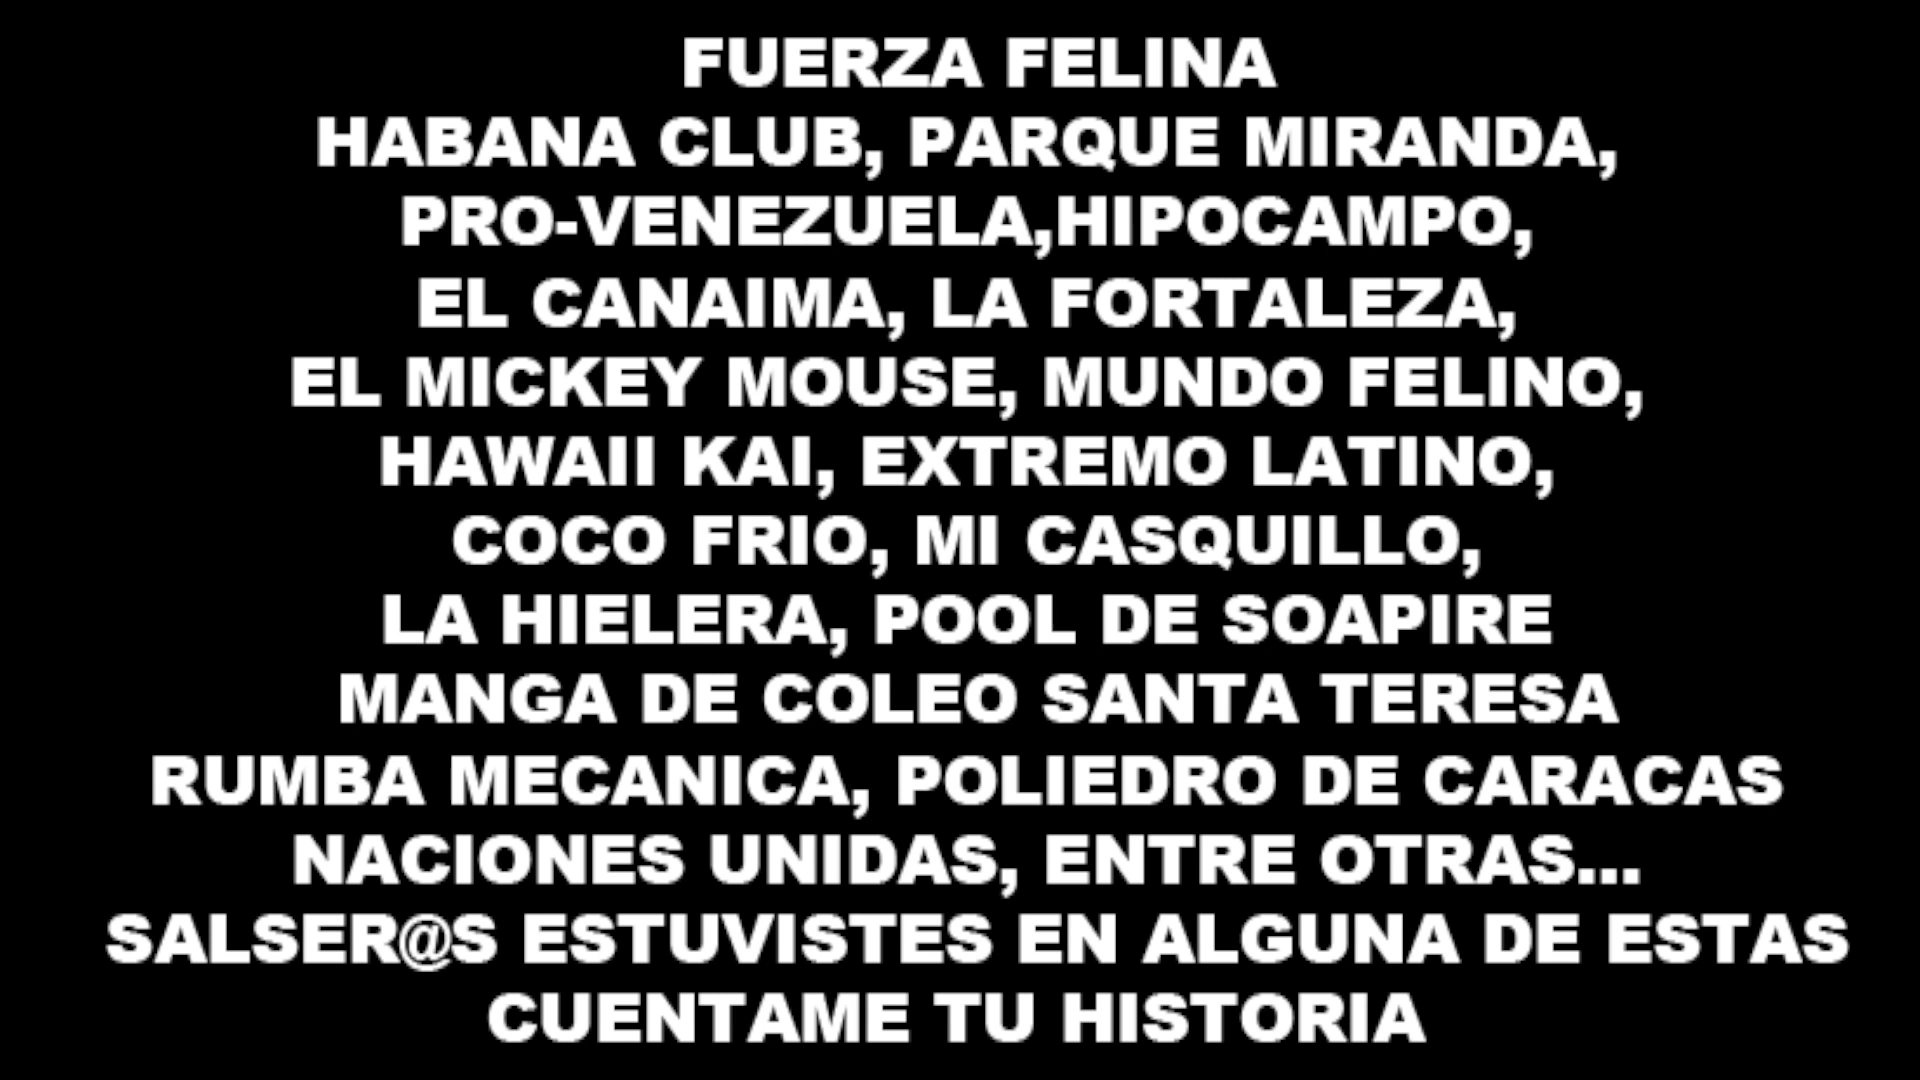 FUERZA FELINA
HABANA CLUB, PARQUE MIRANDA,
PRO-VENEZUELA,HIPOCAMPO,
EL CANAIMA, LA FORTALEZA,
EL MICKEY MOUSE, MUNDO FELINO,
HAWAII KAI, EXTREMO LATINO,
COCO FRIO, MI CASQUILLO,
LA HIELERA, POOL DE SOAPIRE
MANGA DE COLEO SANTA TERESA
RUMBA MECANICA, POLIEDRO DE CARACAS
NACIONES UNIDAS, ENTRE OTRAS...
SALSER@S ESTUVISTES EN ALGUNA DE ESTAS
CUENTAME TU HISTORIA